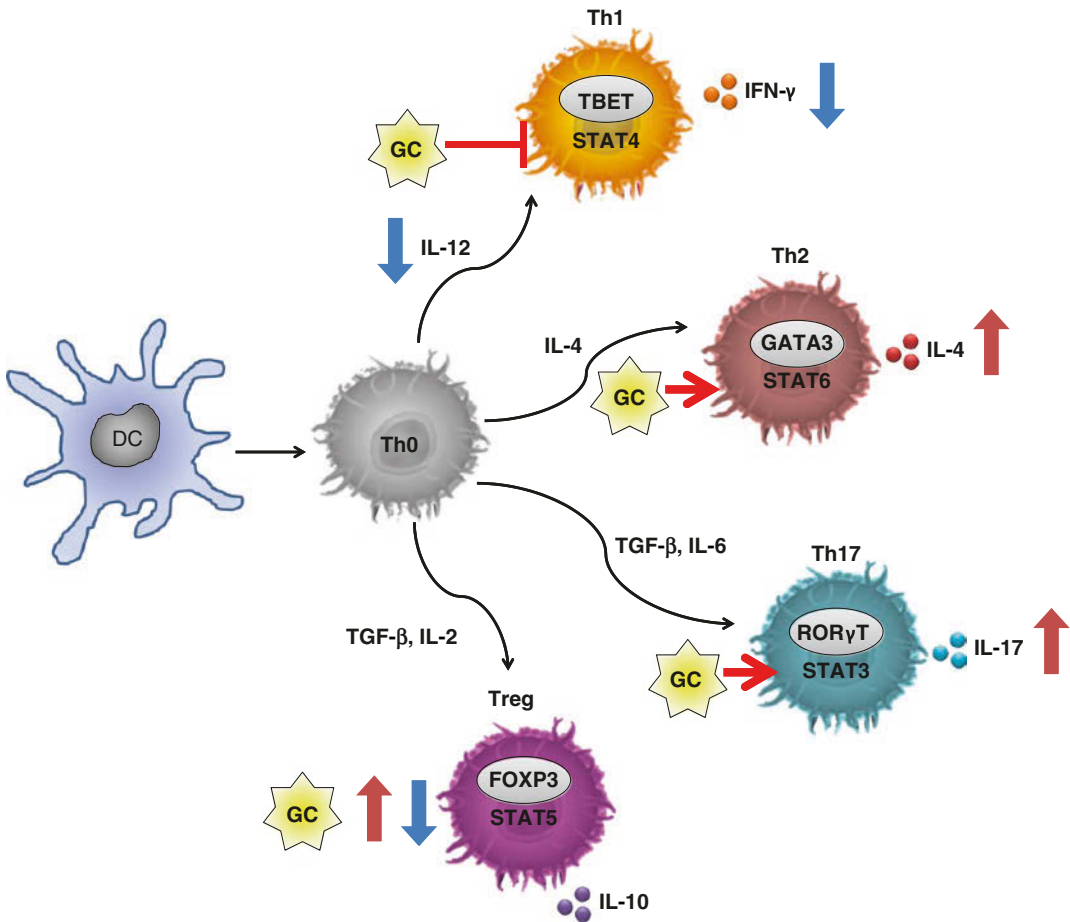 Th1
TBET
STAT4
IFN-γ
GC
IL-12
Th2
GATA3
STAT6
IL-4
IL-4
GC
DC
Th0
TGF-β, IL-6
Th17
RORγT
STAT3
IL-17
GC
TGF-β, IL-2
Treg
FOXP3
STAT5
GC
IL-10